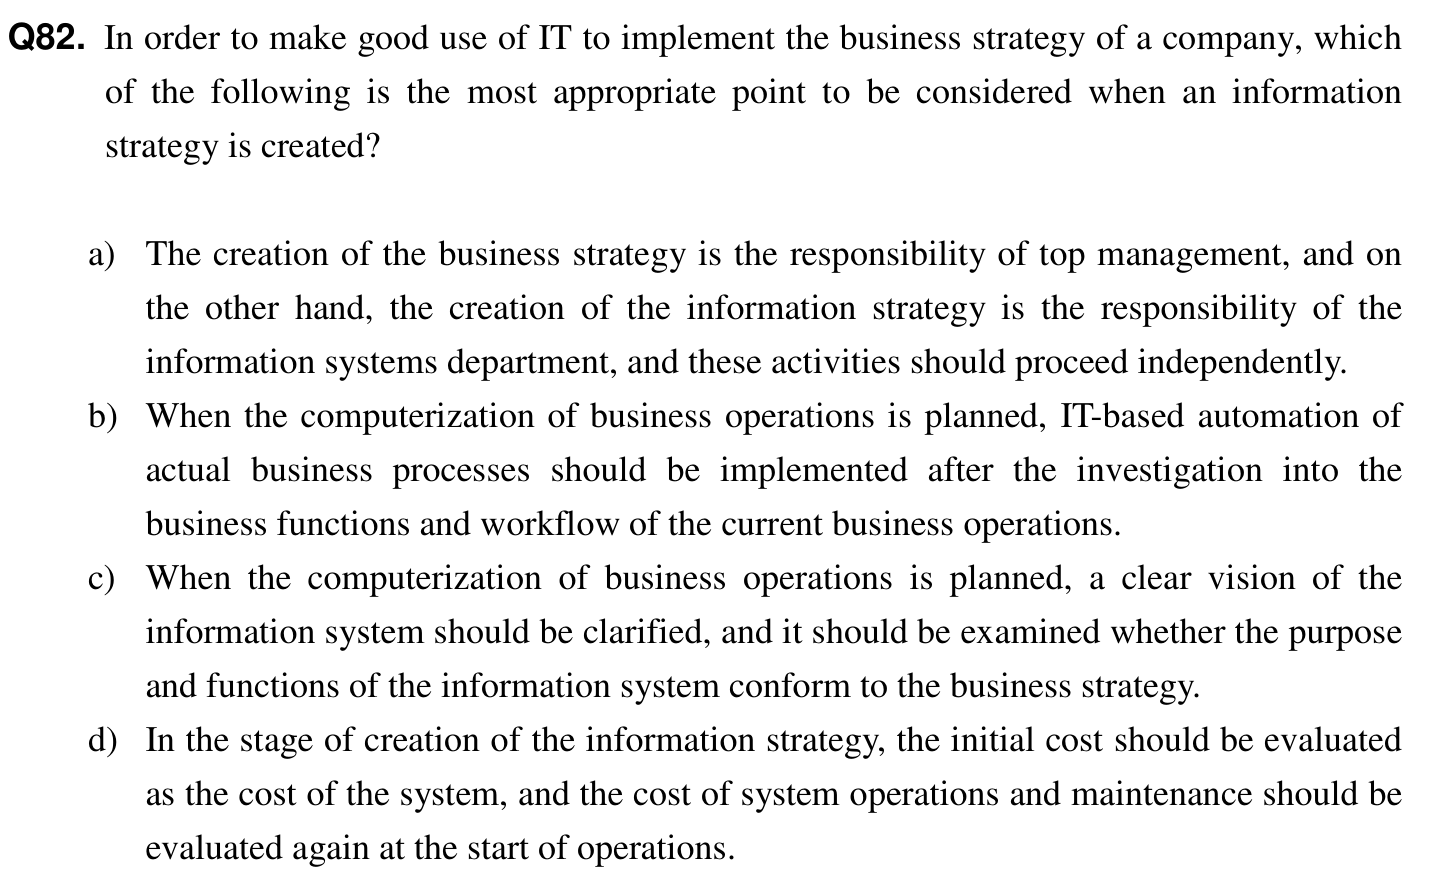 Q82. In order to make good use of IT to implement the business strategy of a company, which
of the following is the most appropriate point to be considered when an information
strategy is created?
a) The creation of the business strategy is the responsibility of top management, and on
the other hand, the creation of the information strategy is the responsibility of the
information systems department, and these activities should proceed independently.
b) When the computerization of business operations is planned, IT-based automation of
actual business processes should be implemented after the investigation into the
business functions and workflow of the current business operations.
c) When the computerization of business operations is planned, a clear vision of the
information system should be clarified, and it should be examined whether the purpose
and functions of the information system conform to the business strategy.
d) In the stage of creation of the information strategy, the initial cost should be evaluated
as the cost of the system, and the cost of system operations and maintenance should be
evaluated again at the start of operations.